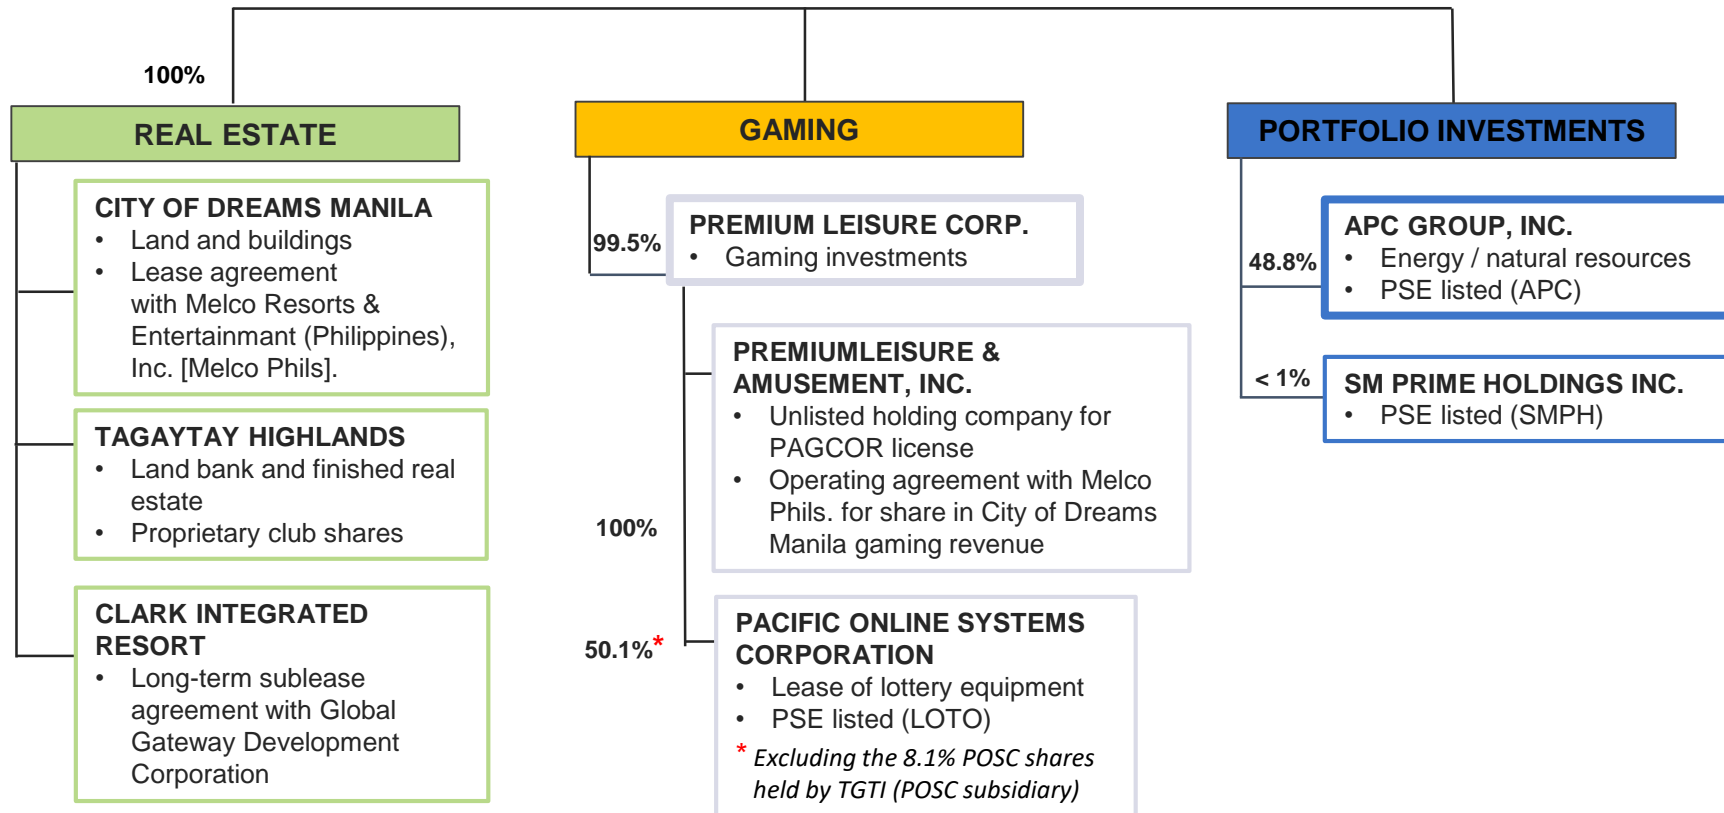 100%
REAL ESTATE
CITY OF DREAMS MANILA
• Land and buildings
• Lease agreement
with Melco Resorts &
Entertainmant (Philippines),
Inc. [Melco Phils].
TAGAYTAY HIGHLANDS
• Land bank and finished real
estate
• Proprietary club shares
CLARK INTEGRATED
RESORT
• Long-term sublease
agreement with Global
Gateway Development
Corporation
GAMING
99.5%
PREMIUM LEISURE CORP.
• Gaming investments
100%
PREMIUMLEISURE &
AMUSEMENT, INC.
• Unlisted holding company for
PAGCOR license
• Operating agreement with Melco
Phils. for share in City of Dreams
Manila gaming revenue
50.1%*
PACIFIC ONLINE SYSTEMS
CORPORATION
• Lease of lottery equipment
• PSE listed (LOTO)
* Excluding the 8.1% POSC shares
held by TGTI (POSC subsidiary)
PORTFOLIO INVESTMENTS
48.8%
APC GROUP, INC.
• Energy / natural resources
• PSE listed (APC)
< 1%
SM PRIME HOLDINGS INC.
• PSE listed (SMPH)